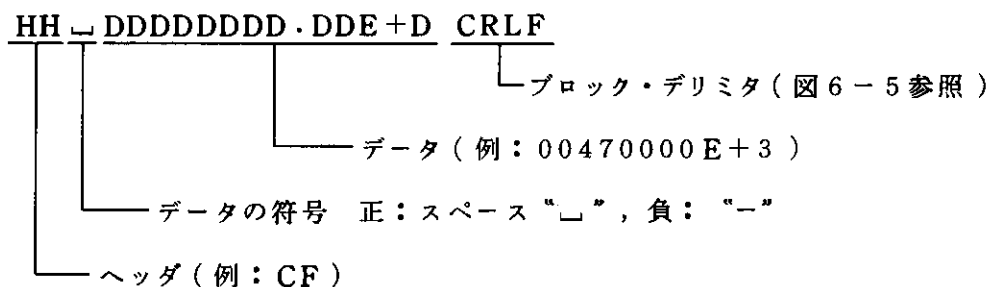 HH␣DDDDDDDD.DDE+D CRLF
ブロック・デリミタ(図6-5参照)
データ(例:00470000E+3)
データの符号 正:スペース“␣”,負:“-”
ヘッダ(例:CF)